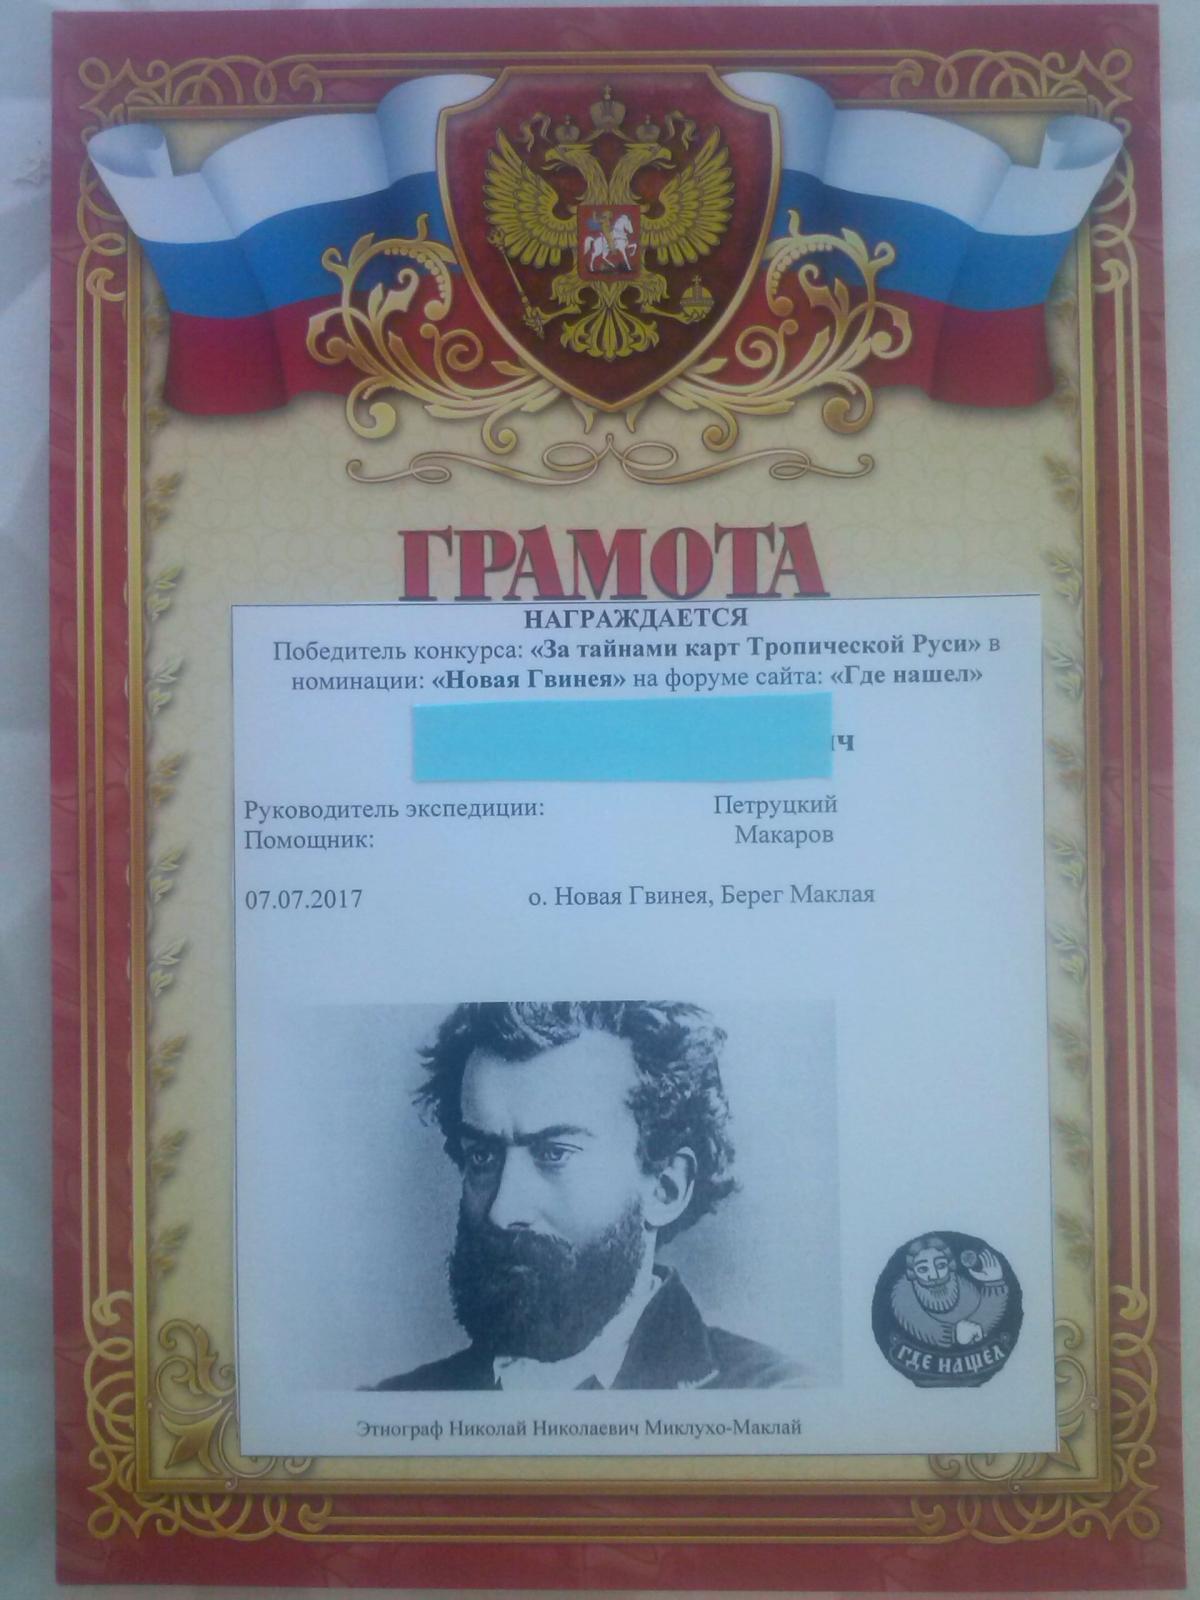 ГРАМОТА
НАГРАЖДАЕТСЯ
Победитель конкурса: «За тайнами карт Тропической Руси» в
номинации: «Новая Гвинея» на форуме сайта: «Где нашел»
Руководитель экспедиции: Петруцкий
Помощник: Макаров
07.07.2017 о. Новая Гвинея, Берег Маклая
ГДЕ НАШЕЛ
Этнограф Николай Николаевич Миклухо-Маклай